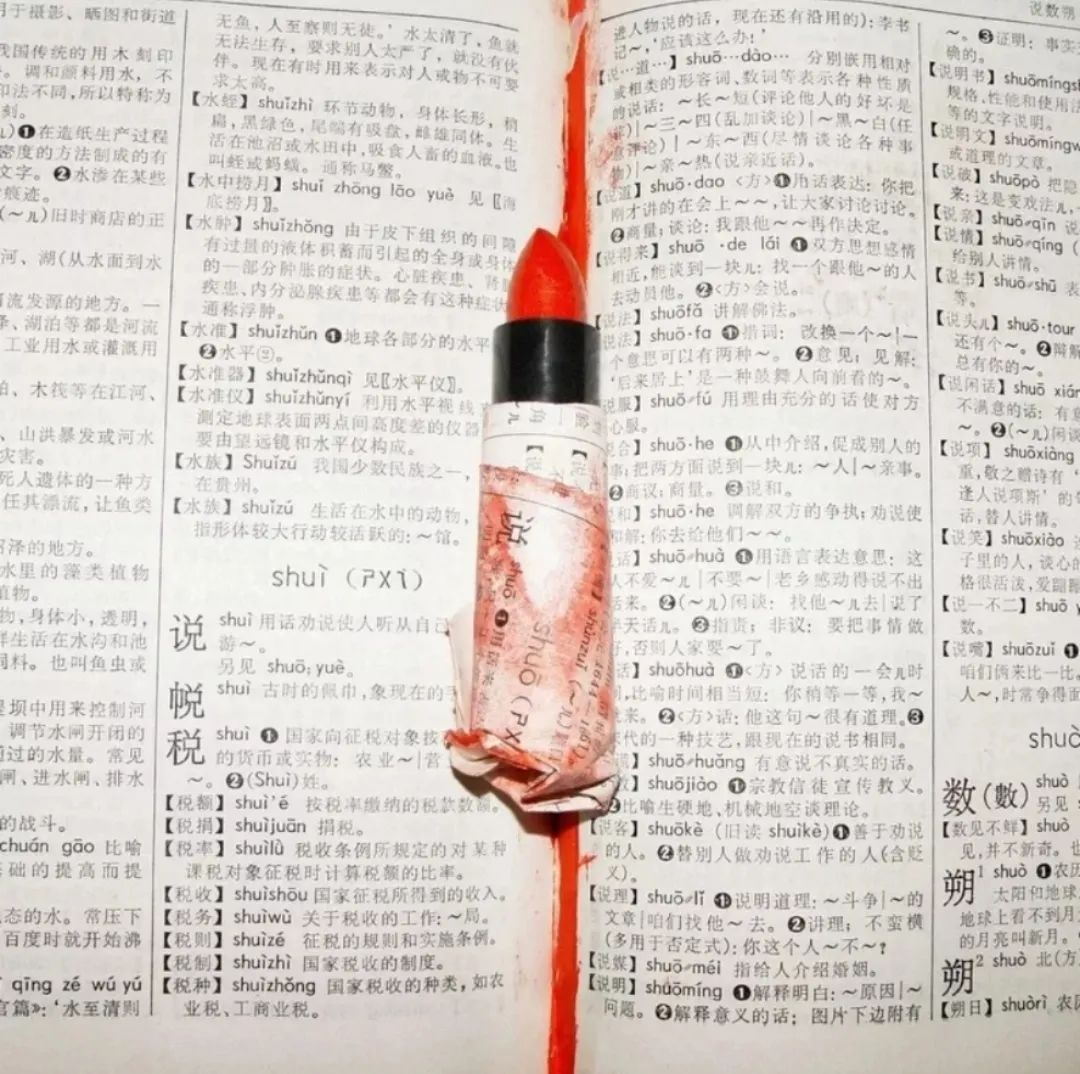 用于摄影、晒图和街道
我国传统的用木刻印
。调和颜料用水，不
印法不同，所以特称为
刻。
❶在造纸生产过程
密度的方法制成的有
文字。❷水渗在某些
痕迹。
(～儿)旧时商店的正
河、湖(从水面到水
河流发源的地方。一
湖泊等都是河流
工业用水或灌溉用
木筏等在江河、
山洪暴发或河水
灾害。
死人遗体的一种方
任其漂流，让鱼类
沼泽的地方。
水里的藻类植物
植物。
物，身体小，透明，
群生活在水沟和池
饲料。也叫鱼虫或
堤坝中用来控制河
调节水闸开闭的
通过的水量。常见
闸、进水闸、排水
的战斗。
chuán gāo 比喻
基础的提高而提
态的水。常压下
百度时就开始沸
qīng zé wú yú
官篇》：‘水至清则
无鱼，人至察则无徒。’水太清了，鱼就
无法生存，要求别人太严了，就没有伙
伴。现在有时用来表示对人或物不可要
求太高。
【水蛭】shuǐzhì 环节动物，身体长形，稍
扁，黑绿色，尾端有吸盘，雌雄同体。生
活在池沼或水田中，吸食人畜的血液。也
叫蛭或蚂蟥。通称马鳖。
【水中捞月】shuǐ zhōng lāo yuè 见〖海
底捞月〗。
【水肿】shuǐzhǒng 由于皮下组织的间隙
有过量的液体积蓄而引起的全身或身体
的一部分肿胀的症状。心脏疾患、肾脏
疾患、内分泌腺疾患等都会有这种症状
通称浮肿。
【水准】shuǐzhǔn ❶地球各部分的水平
❷水平㊁。
【水准器】shuǐzhǔnqì 见〖水平仪〗。
【水准仪】shuǐzhǔnyí 利用水平视线
测定地球表面两点间高度差的仪器
要由望远镜和水平仪构成。
【水族】Shuǐzú 我国少数民族之一，
在贵州。
【水族】shuǐzú 生活在水中的动物，
指形体较大行动较活跃的：～馆。
shuì (ㄕㄨㄟˋ)
说 shuì 用话劝说使人听从自己
游～。
另见 shuō；yuè。
帨 shuì 古时的佩巾，象现在的手
税 shuì ❶国家向征税对象按
的货币或实物：农业～|营
～。❷(Shuì)姓。
【税额】shuì’é 按税率缴纳的税款数额。
【税捐】shuìjuān 捐税。
【税率】shuìlǜ 税收条例所规定的对某种
课税对象征税时计算税额的比率。
【税收】shuìshōu 国家征税所得到的收入。
【税务】shuìwù 关于税收的工作：～局。
【税则】shuìzé 征税的规则和实施条例。
【税制】shuìzhì 国家税收的制度。
【税种】shuìzhǒng 国家税收的种类，如农
业税、工商业税。
说
shuō ❶用
shuō (ㄕㄨ
shùnzuǐ (～儿)
1644—1661
进人物说的话，现在还有沿用的)：李书
记～，‘应该这么办！’
【说…道…】shuō…dào… 分别嵌用相对
或相类的形容词、数词等表示各种性质
的说话：～长～短(评论他人的好坏是
非)|～三～四(乱加谈论)|～黑～白(任
意评论)|～东～西(尽情谈论各种事
物)|～亲～热(说亲近话)。
【说道】shuō·dao〈方〉❶用话表达：你把
刚才讲的在会上～～，让大家讨论讨论。
❷商量；谈论：我跟他～～再作决定。
【说得来】shuō ·de lái ❶双方思想感情
相近，能谈到一块儿：找一个跟他～的人
去动员他。❷〈方〉会说。
【说法】shuōfǎ 讲解佛法。
【说法】shuō·fa ❶措词：改换一个～|一
个意思可以有两种～。❷意见；见解：
‘后来居上’是一种鼓舞人向前看的～。
【说服】shuō∥fú 用理由充分的话使对方
心服。
【说合】shuō·he ❶从中介绍，促成别人的
事；把两方面说到一块儿：～人|～亲事。
❷商议；商量。❸说和。
【说和】shuō·he 调解双方的争执；劝说使
和解：你去给他们～～。
【说话】shuō∥huà ❶用语言表达意思：这
人不爱～儿|不要～|老乡感动得说不出
话来。❷(～儿)闲谈：找他～儿去|说了
半天话儿。❸指责；非议：要把事情做
好，否则人家要～了。
【说话】shuōhuà ❶〈方〉说话的一会儿时
间，比喻时间相当短：你稍等一等，我～
就来。❷〈方〉话：他这句～很有道理。❸
宋代的一种技艺，跟现在的说书相同。
【说谎】shuō∥huǎng 有意说不真实的话。
【说教】shuōjiào ❶宗教信徒宣传教义。
❷比喻生硬地、机械地空谈理论。
【说客】shuōkè (旧读 shuìkè)❶善于劝说
的人。❷替别人做劝说工作的人(含贬
义)。
【说理】shuō∥lǐ ❶说明道理：～斗争|～的
文章|咱们找他～去。❷讲理；不蛮横
(多用于否定式)：你这个人～不～？
【说媒】shuō∥méi 指给人介绍婚姻。
【说明】shuōmíng ❶解释明白：～原因|～
问题。❷解释意义的话：图片下边附有
说数朔
～。❸证明：事实
确的。
【说明书】shuōmíngsh
规格、性能和使用法
等的文字说明。
【说明文】shuōmíngw
或道理的文章。
【说破】shuōpò 把隐
来：这是变戏法儿，
【说亲】shuō∥qīn 说
【说情】shuō∥qíng (
给别人讲情。
【说书】shuō∥shū 表
等。
【说头儿】shuō·tour
还有个～。❷辩解
总有你的～。
【说闲话】shuō xián
不满意的话：有意
～。❷(～儿)闲谈
【说项】shuōxiàng
重，敬之赠诗有‘
逢人说项斯’的句
话，替人讲情。
【说笑】shuōxiào
子里的人，谈心的
格很活泼，爱蹦蹦
【说一不二】shuō y
数。
【说嘴】shuōzuǐ ❶
咱们俩来比一比，
人～，时常争得面
shuò
数(數) shuò
另见
【数见不鲜】shuò
见，并不新奇。也
朔¹ shuò ❶农历
太阳和地球
地球上看不到月
的月亮叫新月。
朔² shuò 北(方
【朔日】shuòrì 农历